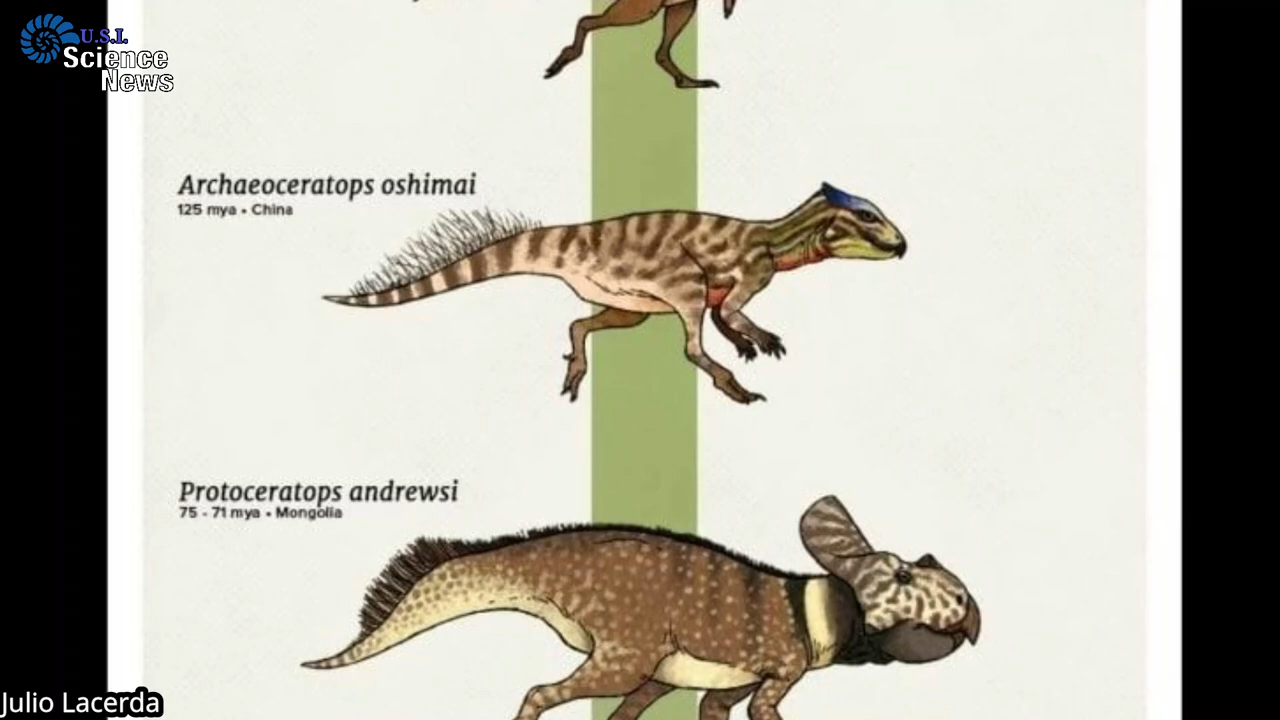 U.S.I.
Science
News
Archaeoceratops oshimai
125 mya • China
Protoceratops andrewsi
75 - 71 mya • Mongolia
Julio Lacerda